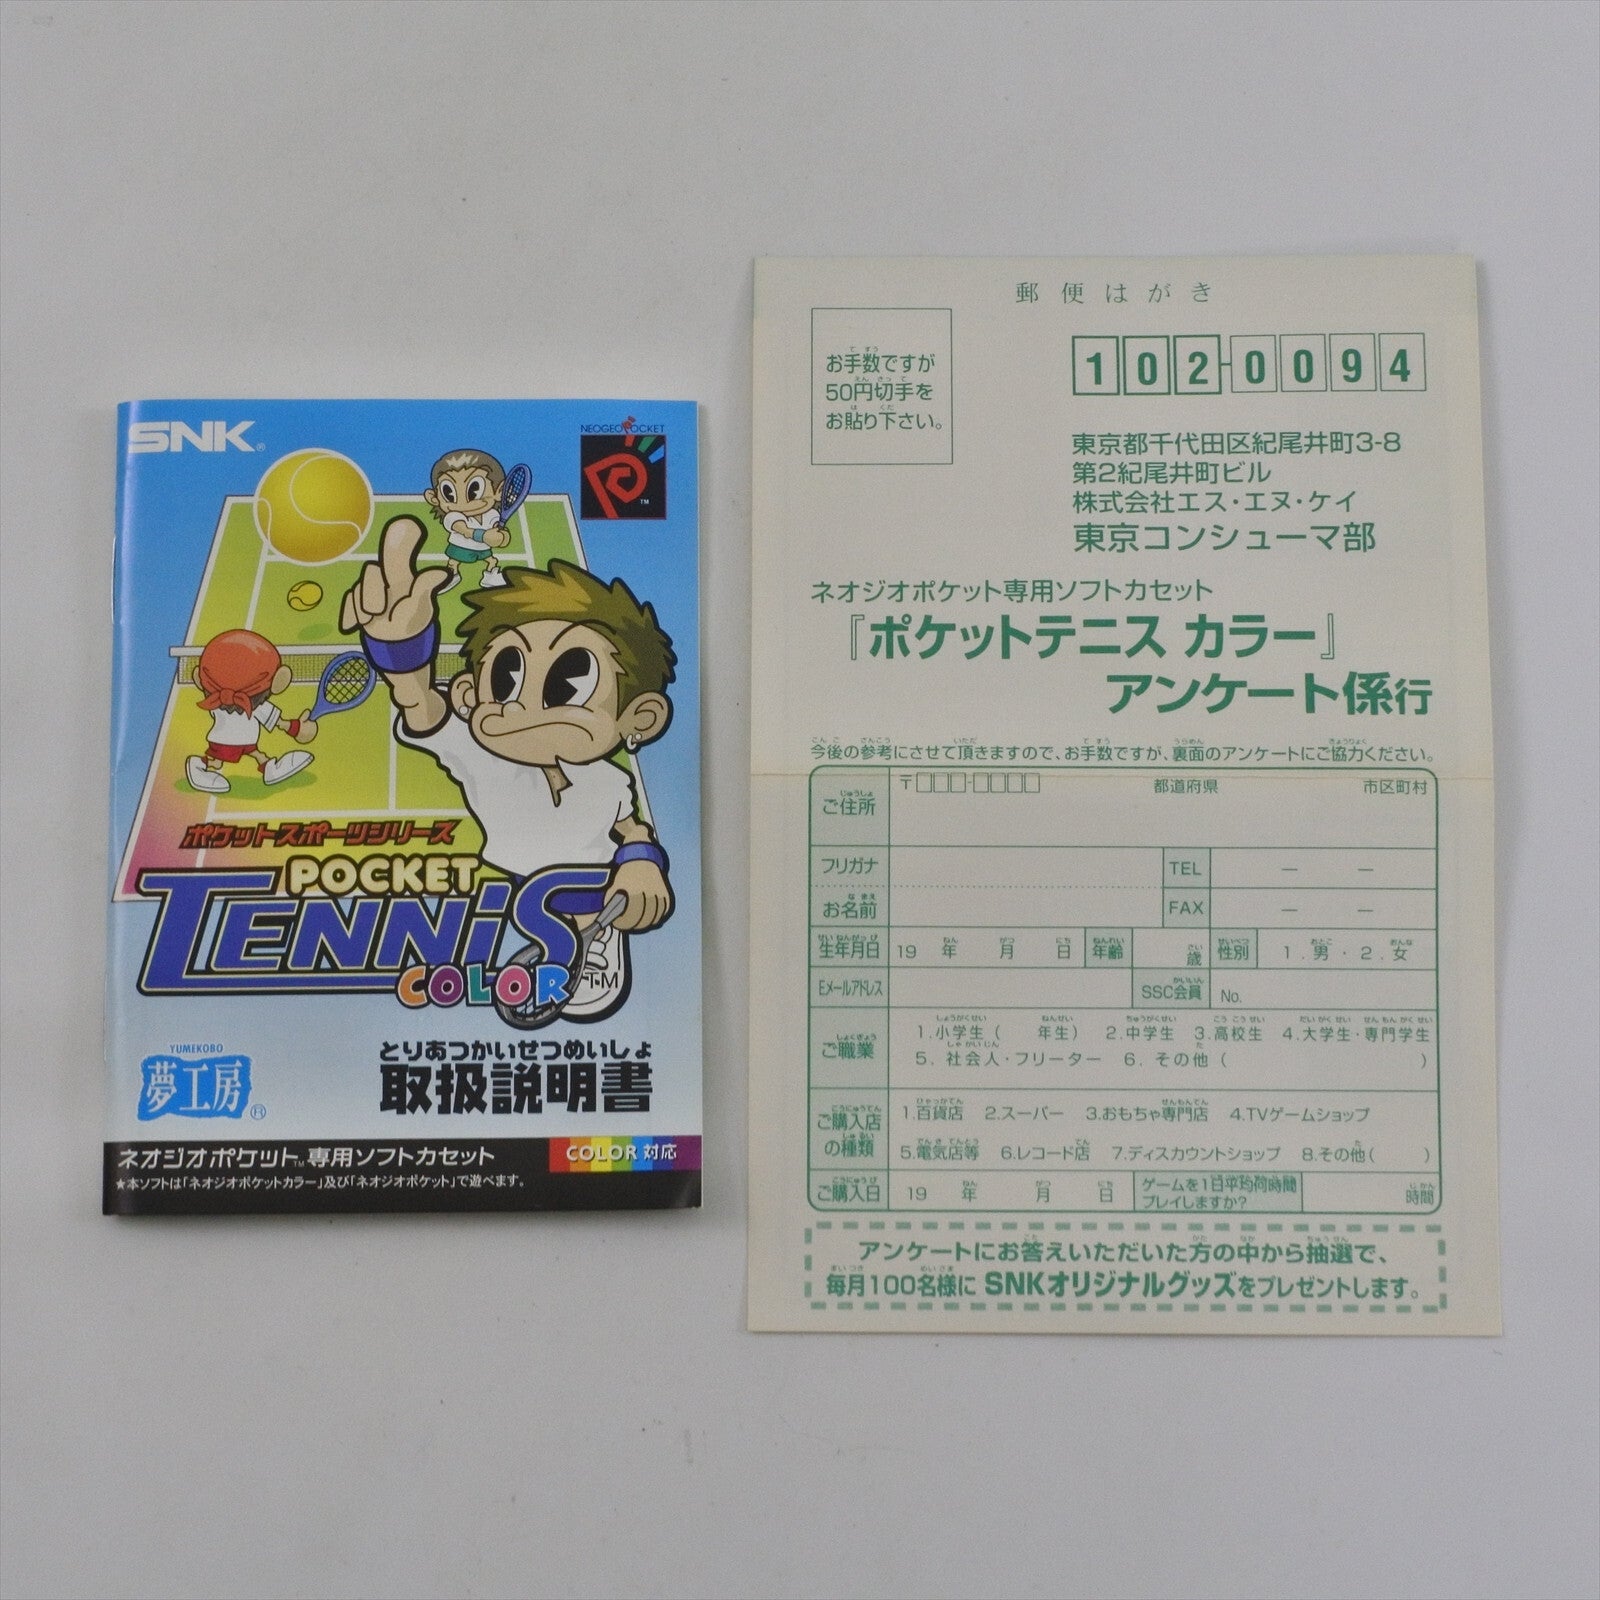 SNK®
NEOGEO POCKET
TM
ポケットスポーツシリーズ
POCKET
TENNIS
COLOR TM
YUMEKOBO
夢工房®
とりあつかいせつめいしょ
取扱説明書
ネオジオポケット™専用ソフトカセット
COLOR 対応
★本ソフトは「ネオジオポケットカラー」及び「ネオジオポケット」で遊べます。
郵便はがき
お手数ですが
50円切手を
お貼り下さい。
102-0094
東京都千代田区紀尾井町3-8
第2紀尾井町ビル
株式会社エス・エヌ・ケイ
東京コンシューマ部
ネオジオポケット専用ソフトカセット
『ポケットテニス カラー』
アンケート係行
今後の参考にさせて頂きますので、お手数ですが、裏面のアンケートにご協力ください。
ご住所 〒□□□-□□□□ 都道府県 市区町村
フリガナ TEL — —
お名前 FAX — —
生年月日 19 年 月 日 年齢 歳 性別 1.男・2.女
Eメールアドレス SSC会員 No.
ご職業 1.小学生( 年生) 2.中学生 3.高校生 4.大学生・専門学生
5.社会人・フリーター 6.その他( )
ご購入店の種類 1.百貨店 2.スーパー 3.おもちゃ専門店 4.TVゲームショップ
5.電気店等 6.レコード店 7.ディスカウントショップ 8.その他( )
ご購入日 19 年 月 日 ゲームを1日平均何時間プレイしますか? 時間
アンケートにお答えいただいた方の中から抽選で、
毎月100名様にSNKオリジナルグッズをプレゼントします。